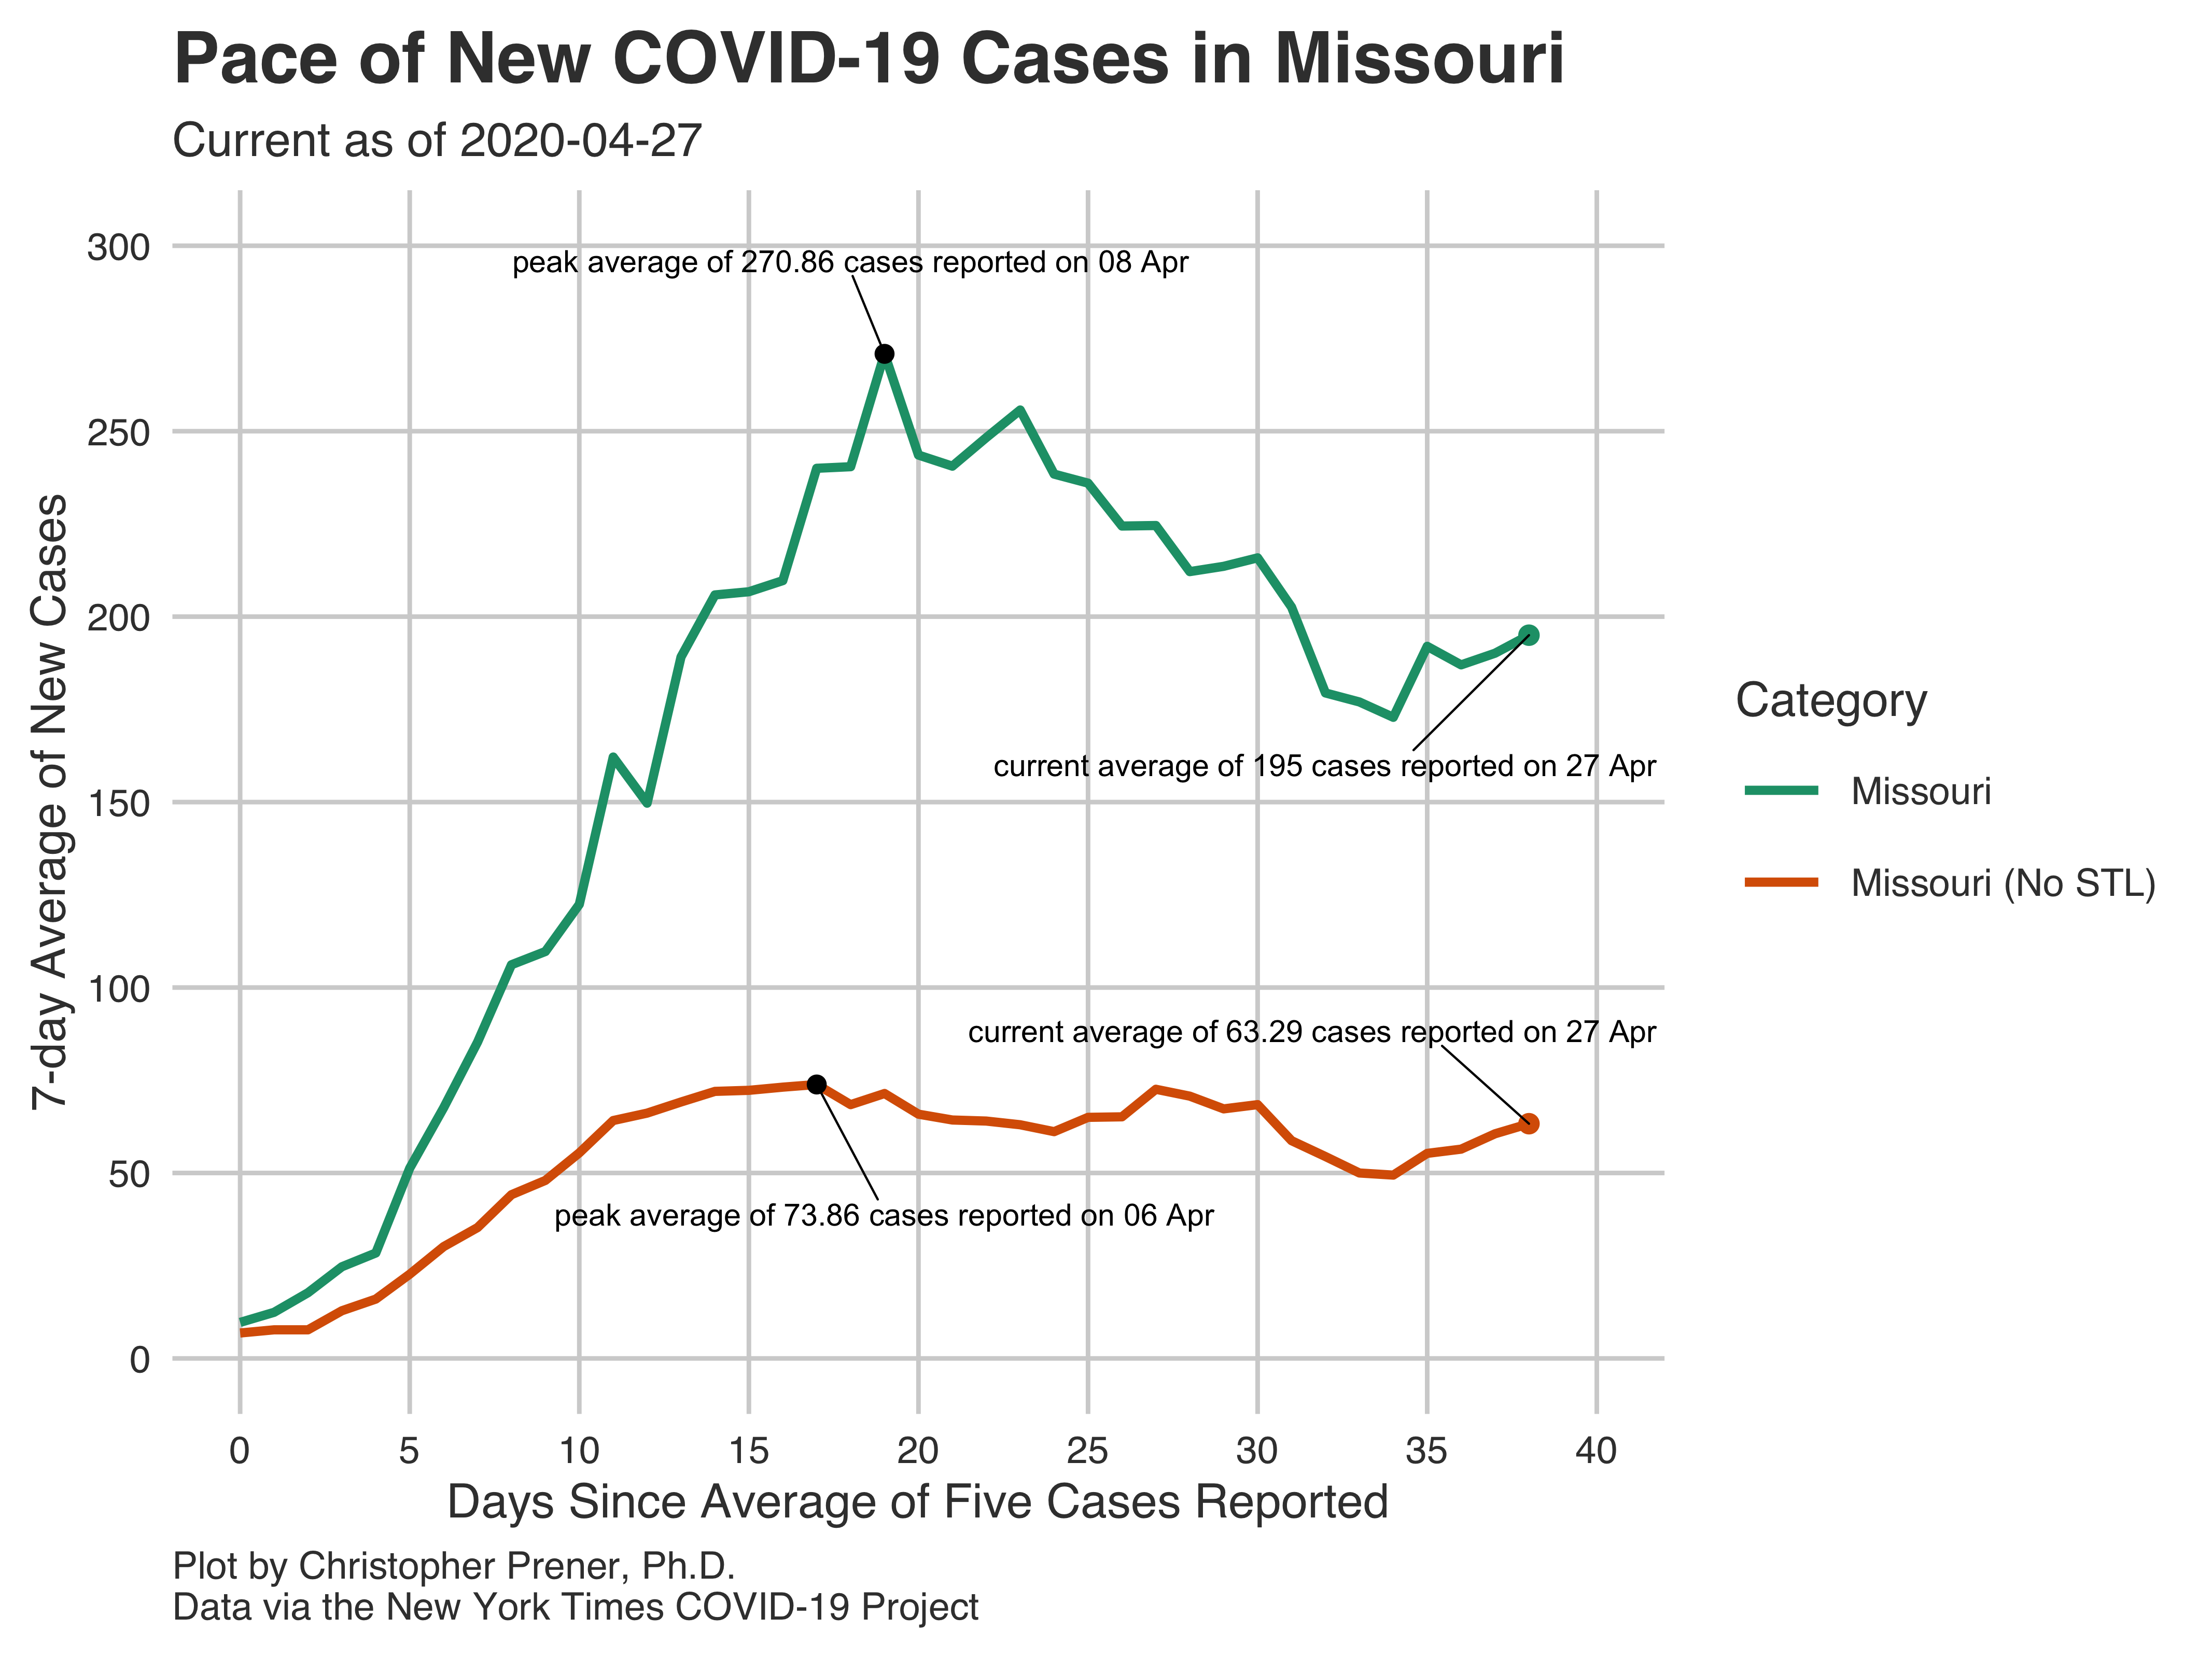 Pace of New COVID-19 Cases in Missouri
Current as of 2020-04-27
7-day Average of New Cases
300
250
200
150
100
50
0
peak average of 270.86 cases reported on 08 Apr
current average of 195 cases reported on 27 Apr
current average of 63.29 cases reported on 27 Apr
peak average of 73.86 cases reported on 06 Apr
0 5 10 15 20 25 30 35 40
Days Since Average of Five Cases Reported
Category
Missouri
Missouri (No STL)
Plot by Christopher Prener, Ph.D.
Data via the New York Times COVID-19 Project